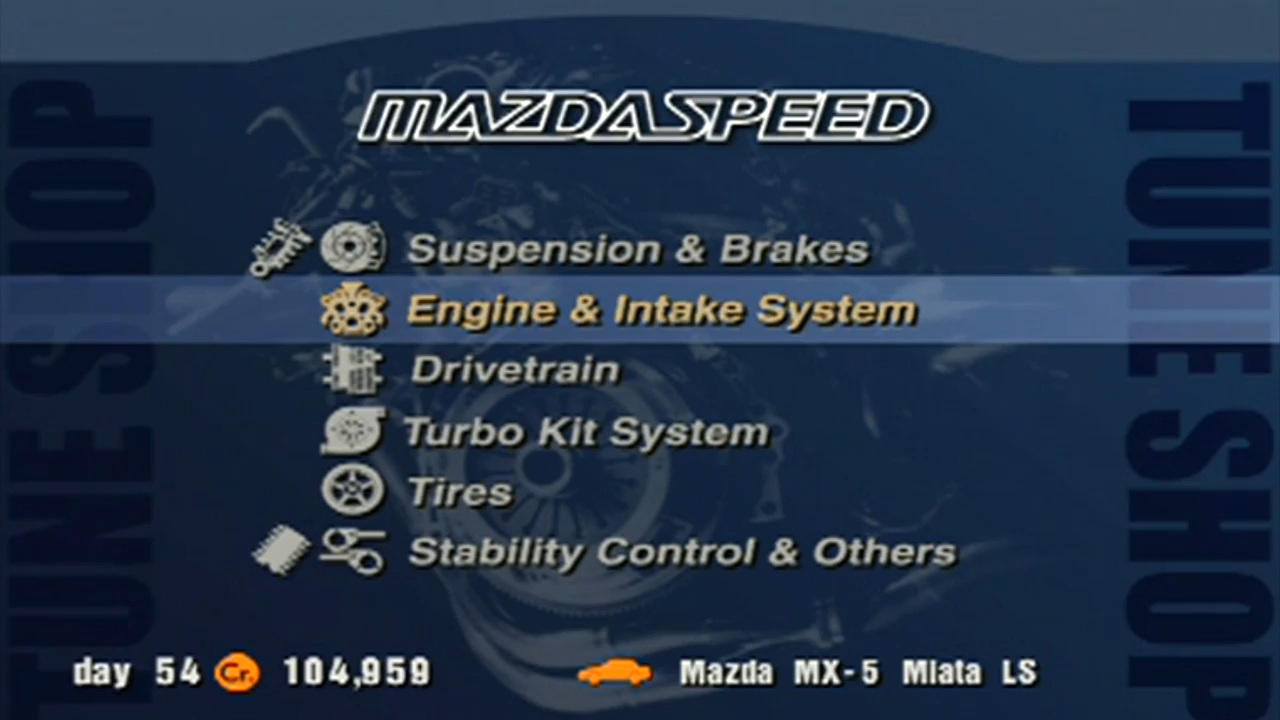 MAZDASPEED
TUNE SHOP
TUNE SHOP
Suspension & Brakes
Engine & Intake System
Drivetrain
Turbo Kit System
Tires
Stability Control & Others
day 54 Cr. 104,959 Mazda MX-5 Miata LS